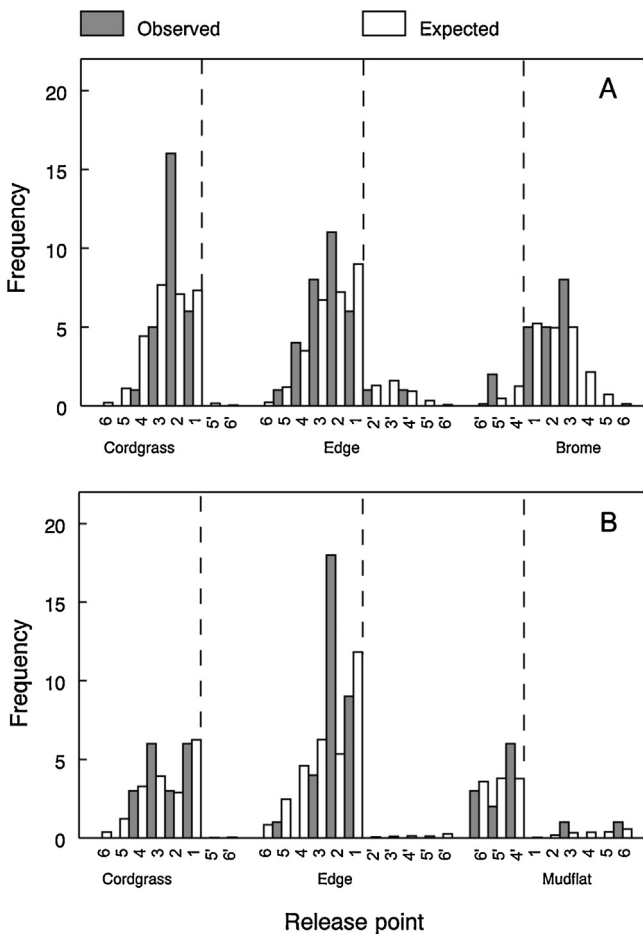 Observed Expected
A
Frequency
20
15
10
5
0
6 5 4 3 2 1 5' 6' 6 5 4 3 2 1 2' 3' 4' 5' 6' 6' 5' 4' 1 2 3 4 5 6
Cordgrass Edge Brome
B
Frequency
20
15
10
5
0
6 5 4 3 2 1 5' 6' 6 5 4 3 2 1 2' 3' 4' 5' 6' 6' 5' 4' 1 2 3 4 5 6
Cordgrass Edge Mudflat
Release point